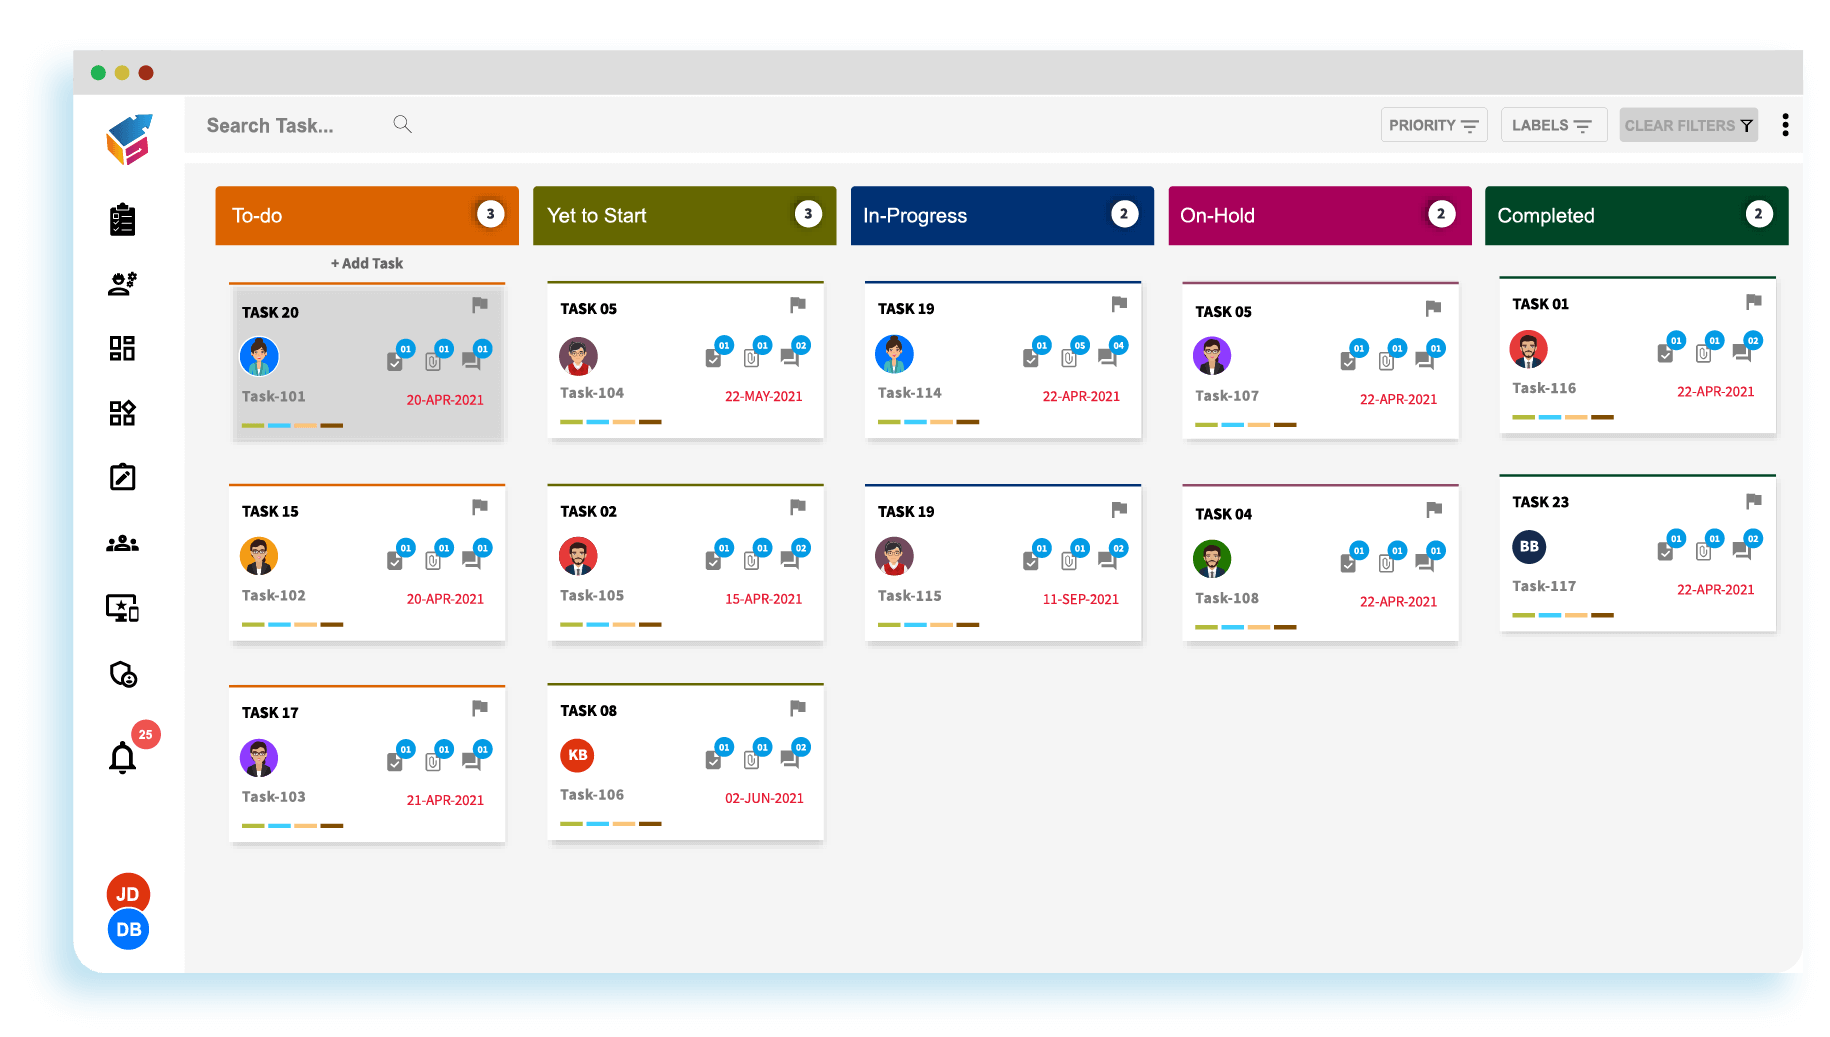 Search Task...
PRIORITY
LABELS
CLEAR FILTERS
To-do
3
Yet to Start
3
In-Progress
2
On-Hold
2
Completed
2
+ Add Task
TASK 20
01 01 01
Task-101
20-APR-2021
TASK 15
01 01 01
Task-102
20-APR-2021
TASK 17
01 01 01
Task-103
21-APR-2021
TASK 05
01 01 02
Task-104
22-MAY-2021
TASK 02
01 01 02
Task-105
15-APR-2021
TASK 08
KB
01 01 02
Task-106
02-JUN-2021
TASK 19
01 05 04
Task-114
22-APR-2021
TASK 19
01 01 02
Task-115
11-SEP-2021
TASK 05
01 01 01
Task-107
22-APR-2021
TASK 04
01 01 01
Task-108
22-APR-2021
TASK 01
01 01 02
Task-116
22-APR-2021
TASK 23
BB
01 01 02
Task-117
22-APR-2021
25
JD
DB